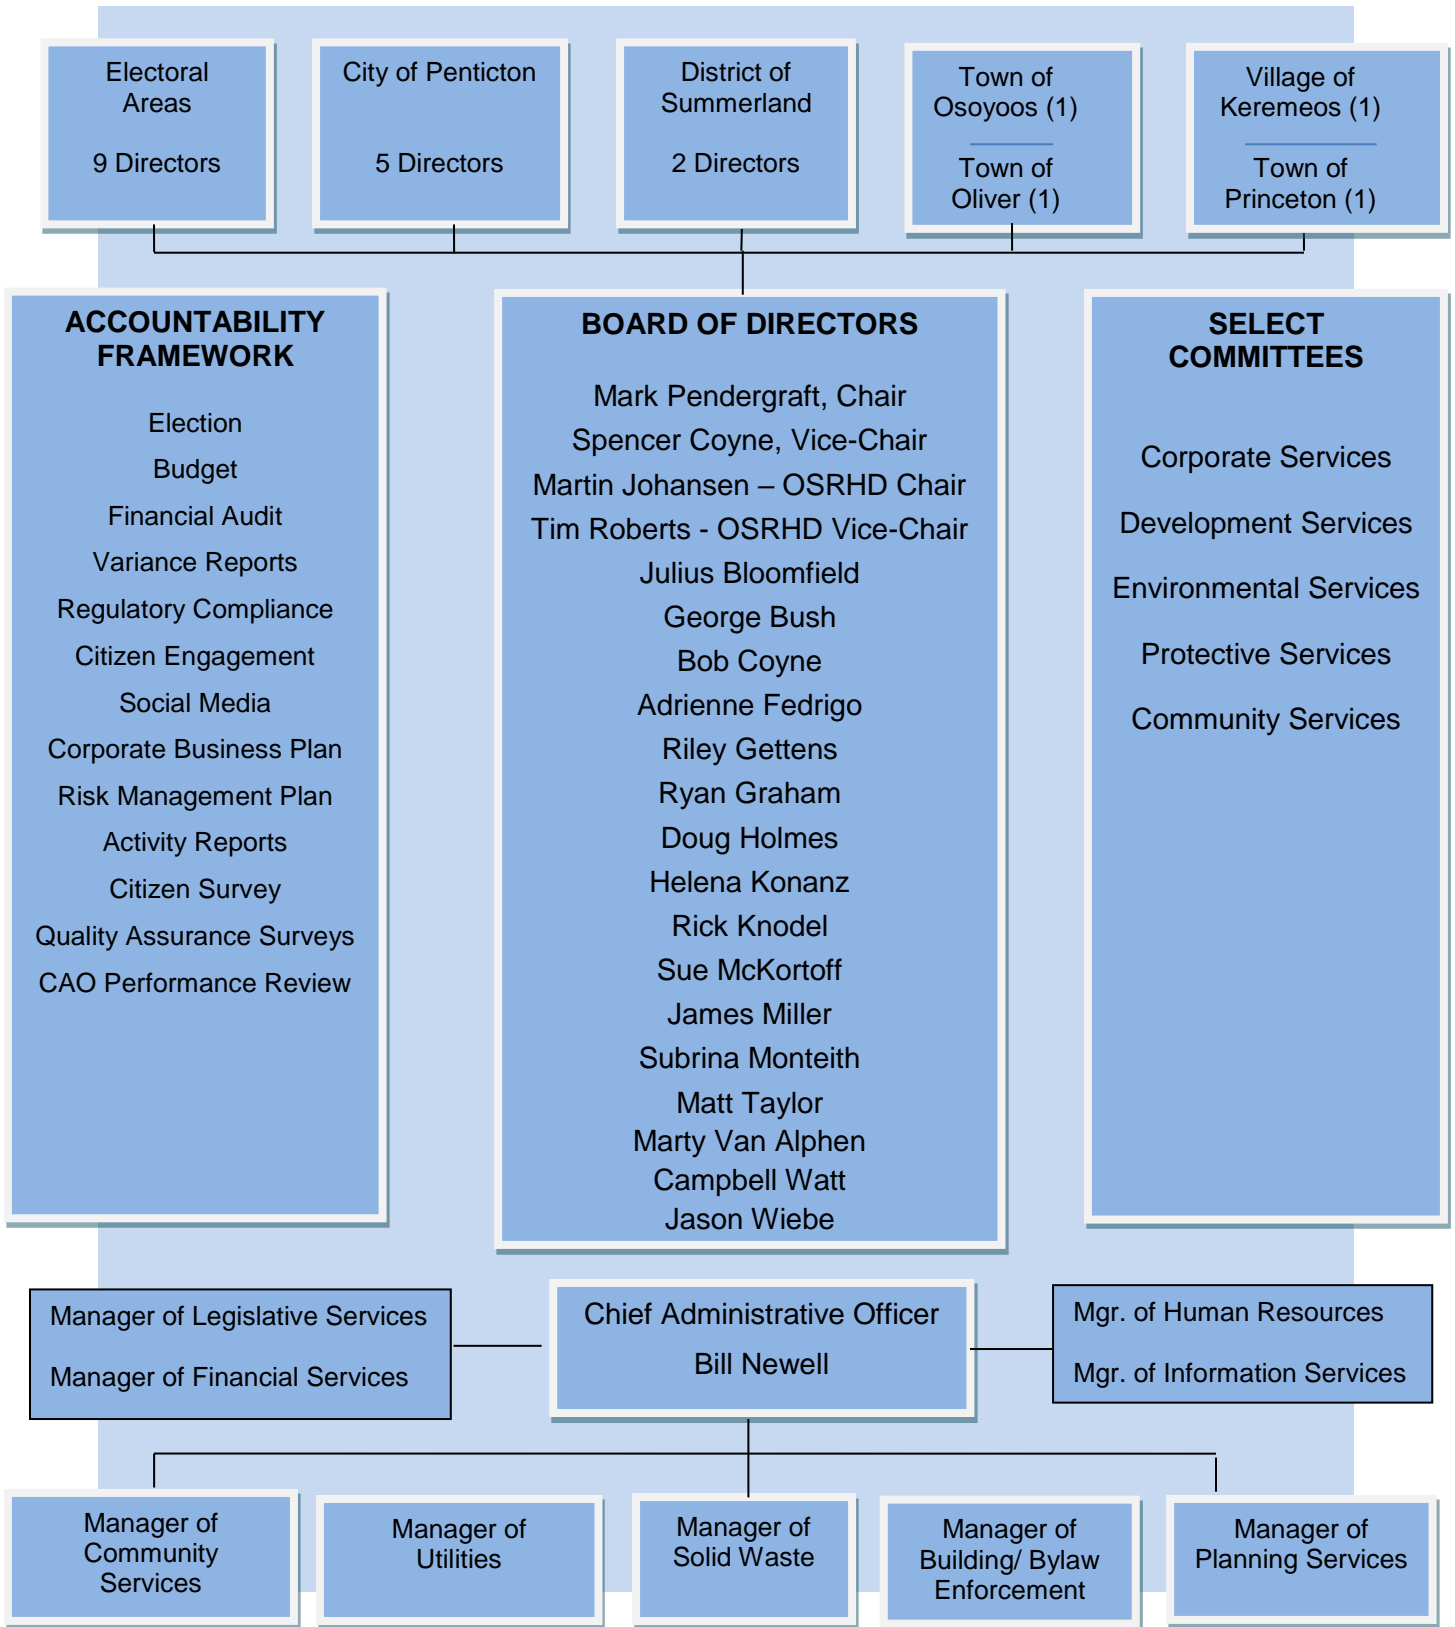 Electoral
Areas
9 Directors
City of Penticton
5 Directors
District of
Summerland
2 Directors
Town of
Osoyoos (1)
Town of
Oliver (1)
Village of
Keremeos (1)
Town of
Princeton (1)
ACCOUNTABILITY
FRAMEWORK
Election
Budget
Financial Audit
Variance Reports
Regulatory Compliance
Citizen Engagement
Social Media
Corporate Business Plan
Risk Management Plan
Activity Reports
Citizen Survey
Quality Assurance Surveys
CAO Performance Review
BOARD OF DIRECTORS
Mark Pendergraft, Chair
Spencer Coyne, Vice-Chair
Martin Johansen – OSRHD Chair
Tim Roberts - OSRHD Vice-Chair
Julius Bloomfield
George Bush
Bob Coyne
Adrienne Fedrigo
Riley Gettens
Ryan Graham
Doug Holmes
Helena Konanz
Rick Knodel
Sue McKortoff
James Miller
Subrina Monteith
Matt Taylor
Marty Van Alphen
Campbell Watt
Jason Wiebe
SELECT
COMMITTEES
Corporate Services
Development Services
Environmental Services
Protective Services
Community Services
Manager of Legislative Services
Manager of Financial Services
Chief Administrative Officer
Bill Newell
Mgr. of Human Resources
Mgr. of Information Services
Manager of
Community
Services
Manager of
Utilities
Manager of
Solid Waste
Manager of
Building/ Bylaw
Enforcement
Manager of
Planning Services